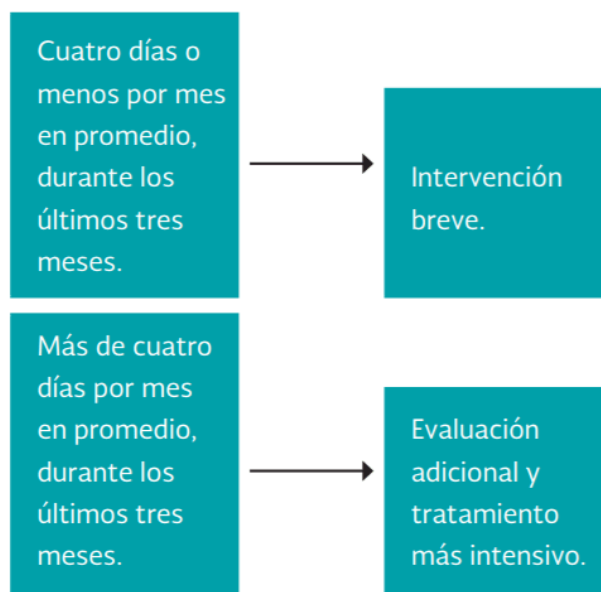 Cuatro días o
menos por mes
en promedio,
durante los
últimos tres
meses.
Intervención
breve.
Más de cuatro
días por mes
en promedio,
durante los
últimos tres
meses.
Evaluación
adicional y
tratamiento
más intensivo.